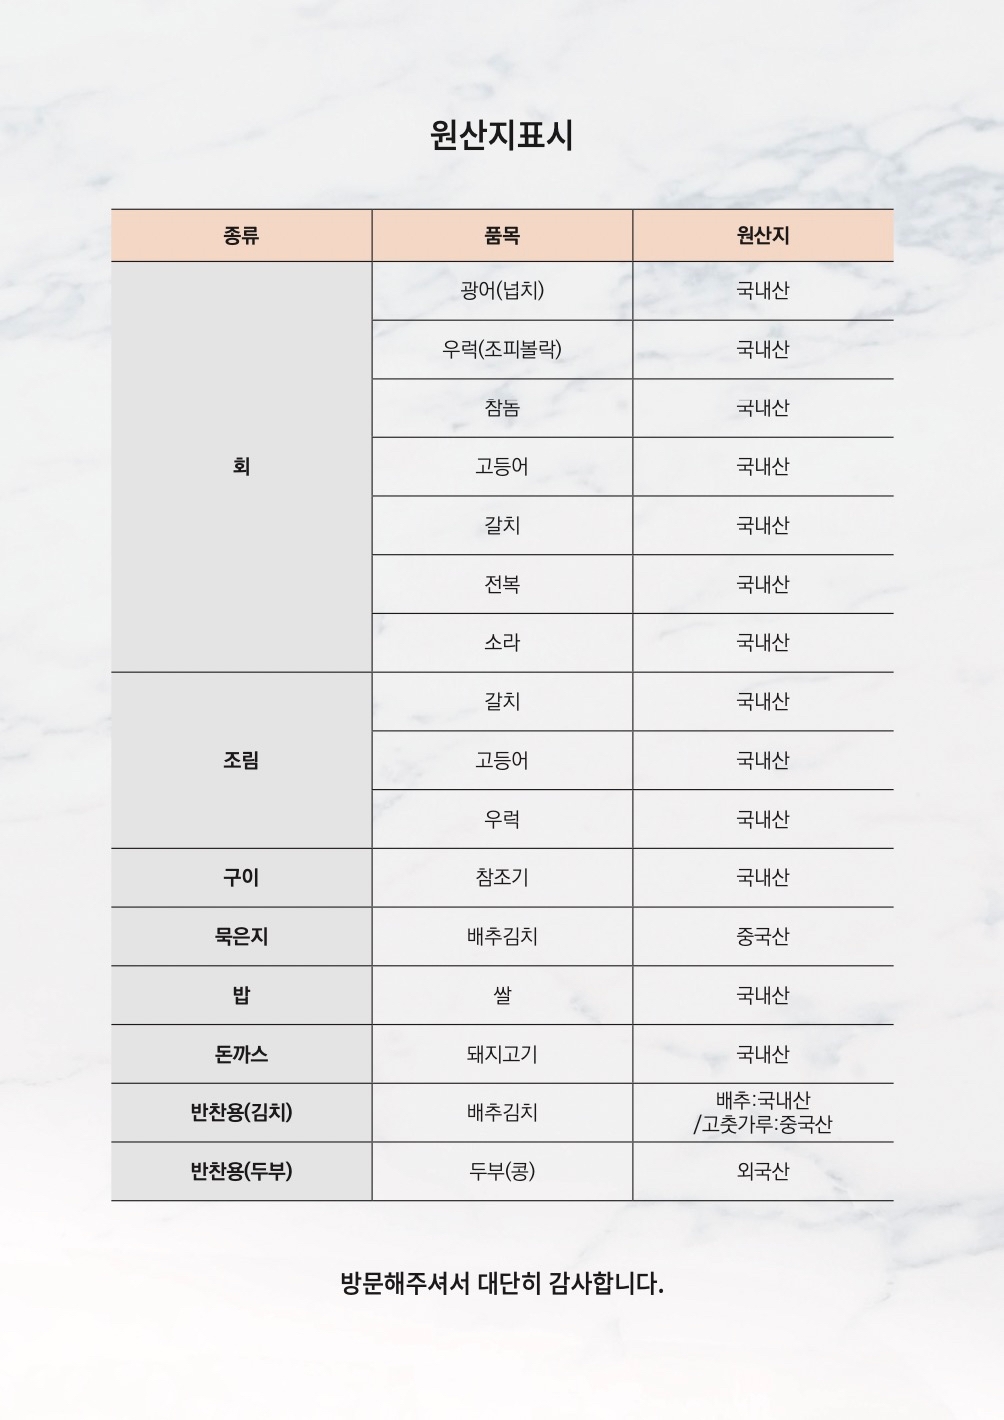 원산지표시
종류 품목 원산지
회 광어(넙치) 국내산
우럭(조피볼락) 국내산
참돔 국내산
고등어 국내산
갈치 국내산
전복 국내산
소라 국내산
조림 갈치 국내산
고등어 국내산
우럭 국내산
구이 참조기 국내산
묵은지 배추김치 중국산
밥 쌀 국내산
돈까스 돼지고기 국내산
반찬용(김치) 배추김치 배추:국내산
/고춧가루:중국산
반찬용(두부) 두부(콩) 외국산
방문해주셔서 대단히 감사합니다.